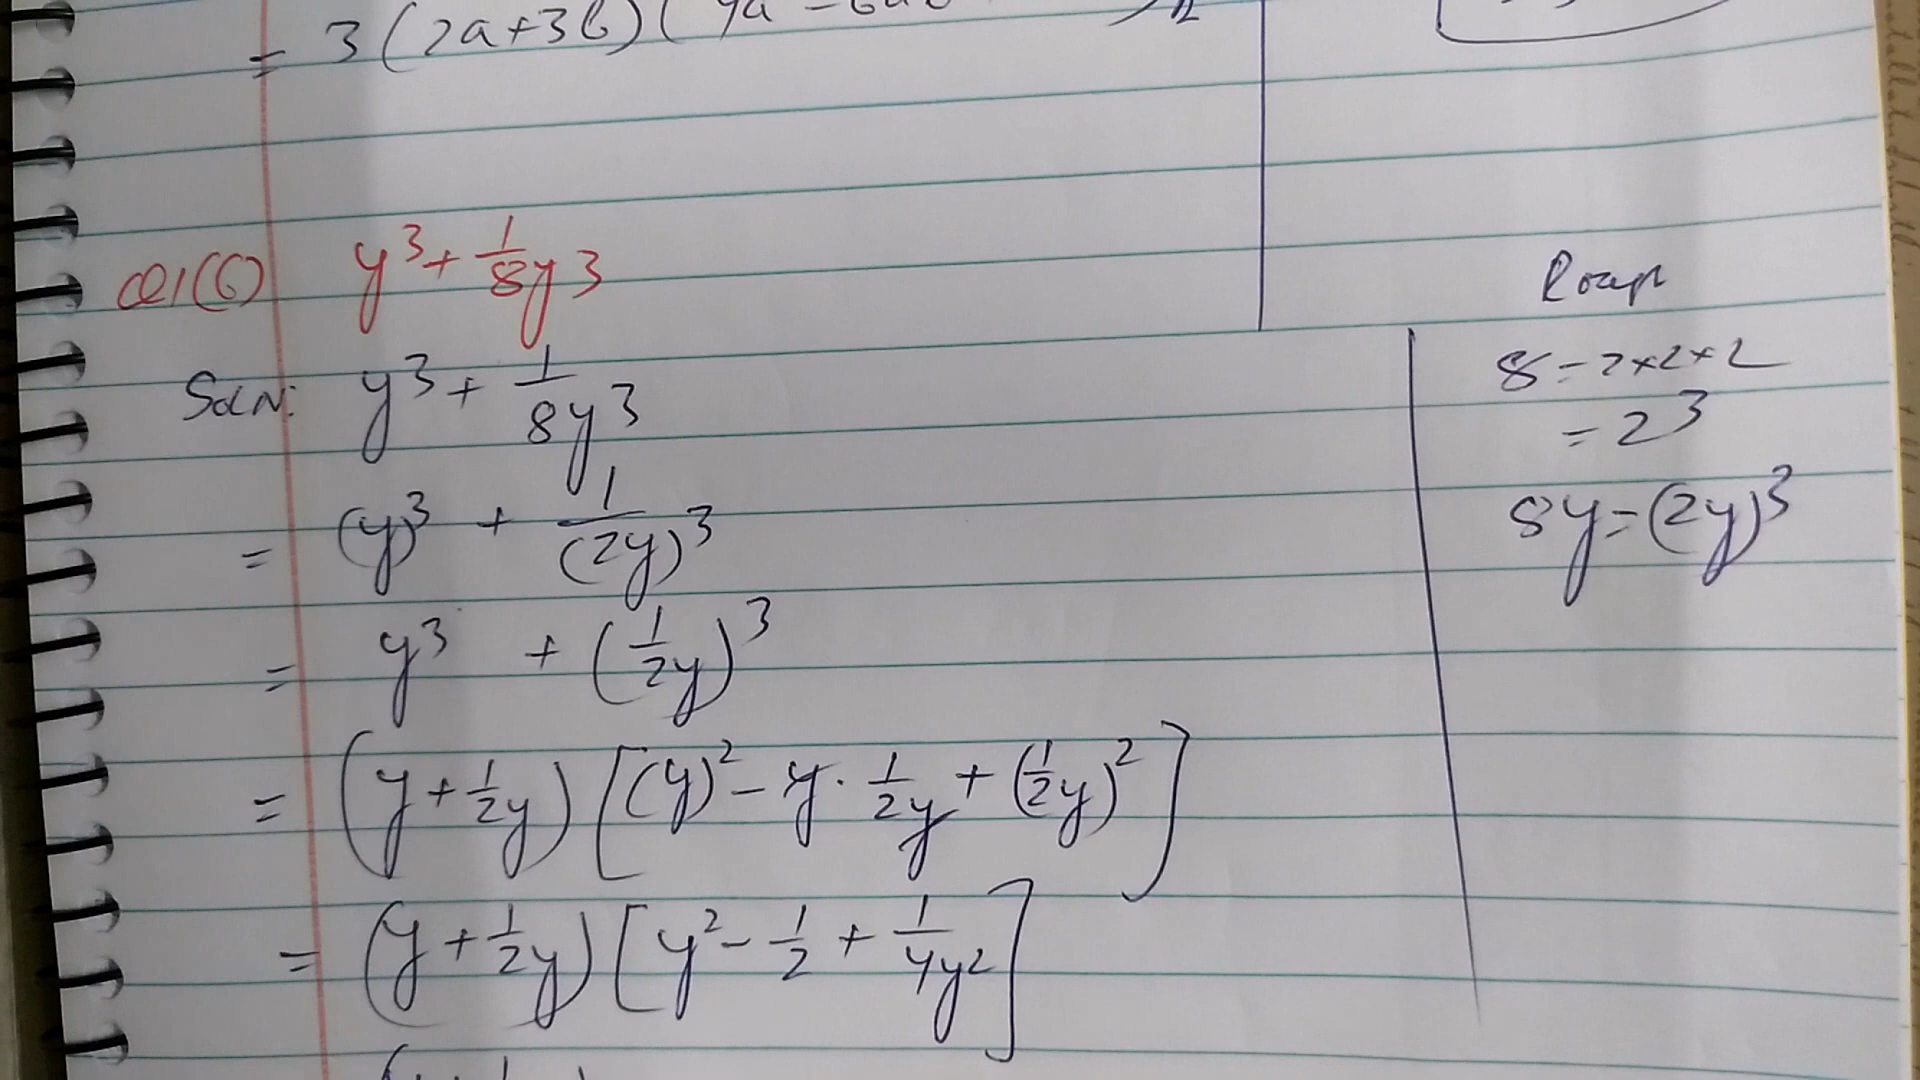 = 3(2a+3b)(4a
Q1(6) y³ + 1/8y3
Soln: y³ + 1/8y³
= (y)³ + 1/(2y)³
= y³ + (1/2y)³
= (y + 1/2y) [(y)² - y · 1/2y + (1/2y)²]
= (y + 1/2y) [y² - 1/2 + 1/4y²]
Rough
8 = 2×2×2
= 2³
8y = (2y)³